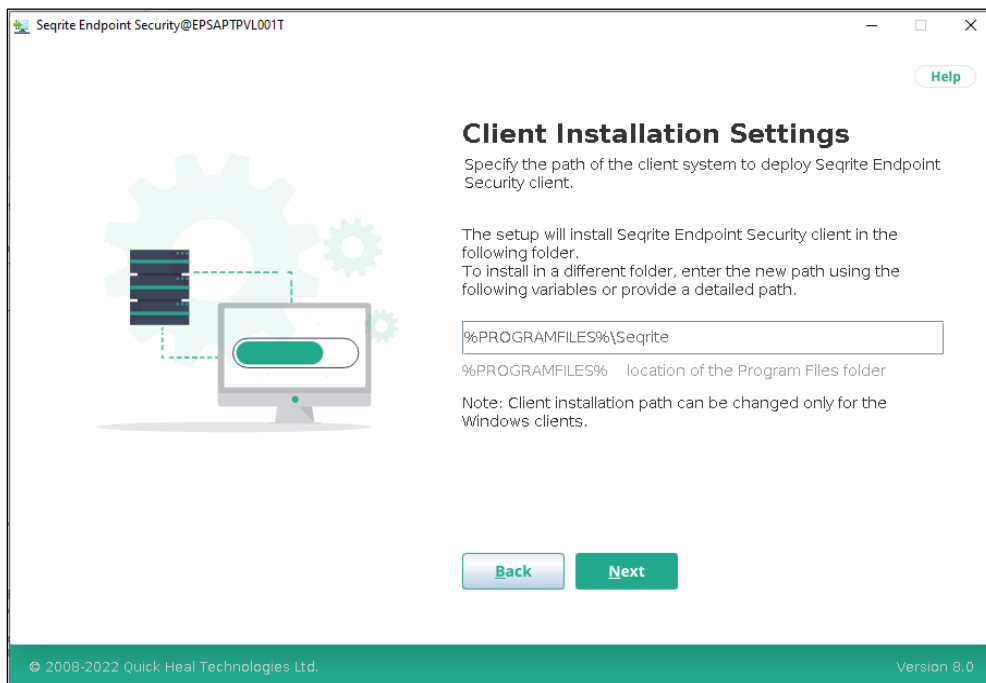 Seqrite Endpoint Security@EPSAPTPVL001T
Help
Client Installation Settings
Specify the path of the client system to deploy Seqrite Endpoint
Security client.
The setup will install Seqrite Endpoint Security client in the
following folder.
To install in a different folder, enter the new path using the
following variables or provide a detailed path.
%PROGRAMFILES%\Seqrite
%PROGRAMFILES% location of the Program Files folder
Note: Client installation path can be changed only for the
Windows clients.
Back
Next
© 2008-2022 Quick Heal Technologies Ltd.
Version 8.0